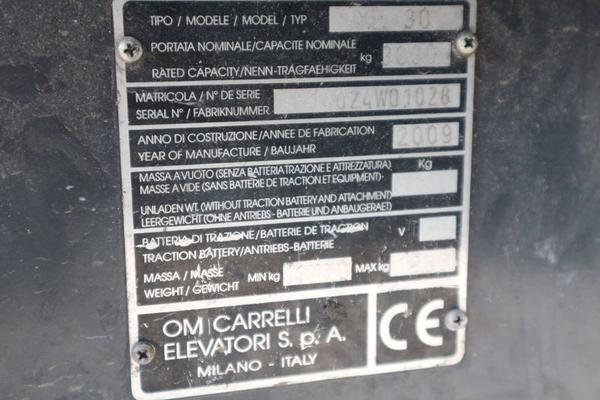 TIPO / MODELE / MODEL / TYP 30
PORTATA NOMINALE/CAPACITE NOMINALE
kg
RATED CAPACITY/NENN-TRAGFAEHIGKEIT
MATRICOLA / N° DE SERIE
SERIAL N° / FABRIKNUMMER
ANNO DI COSTRUZIONE/ANNEE DE FABRICATION
YEAR OF MANUFACTURE / BAUJAHR 2009
MASSA A VUOTO (SENZA BATTERIA TRAZIONE E ATTREZZATURA) Kg
MASSE A VIDE (SANS BATTERIE DE TRACTION ET EQUIPMENT)-
UNLADEN WT. (WITHOUT TRACTION BATTERY AND ATTACHMENT)
LEERGEWICHT (OHNE ANTRIEBS - BATTERIE UND ANBAUGERAET)
BATTERIA DI TRAZIONE/BATTERIE DE TRACTION V
TRACTION BATTERY/ANTRIEBS-BATTERIE
MASSA / MASSE MIN kg MAX kg
WEIGHT / GEWICHT
OM CARRELLI
ELEVATORI S. p. A.
MILANO - ITALY
CE